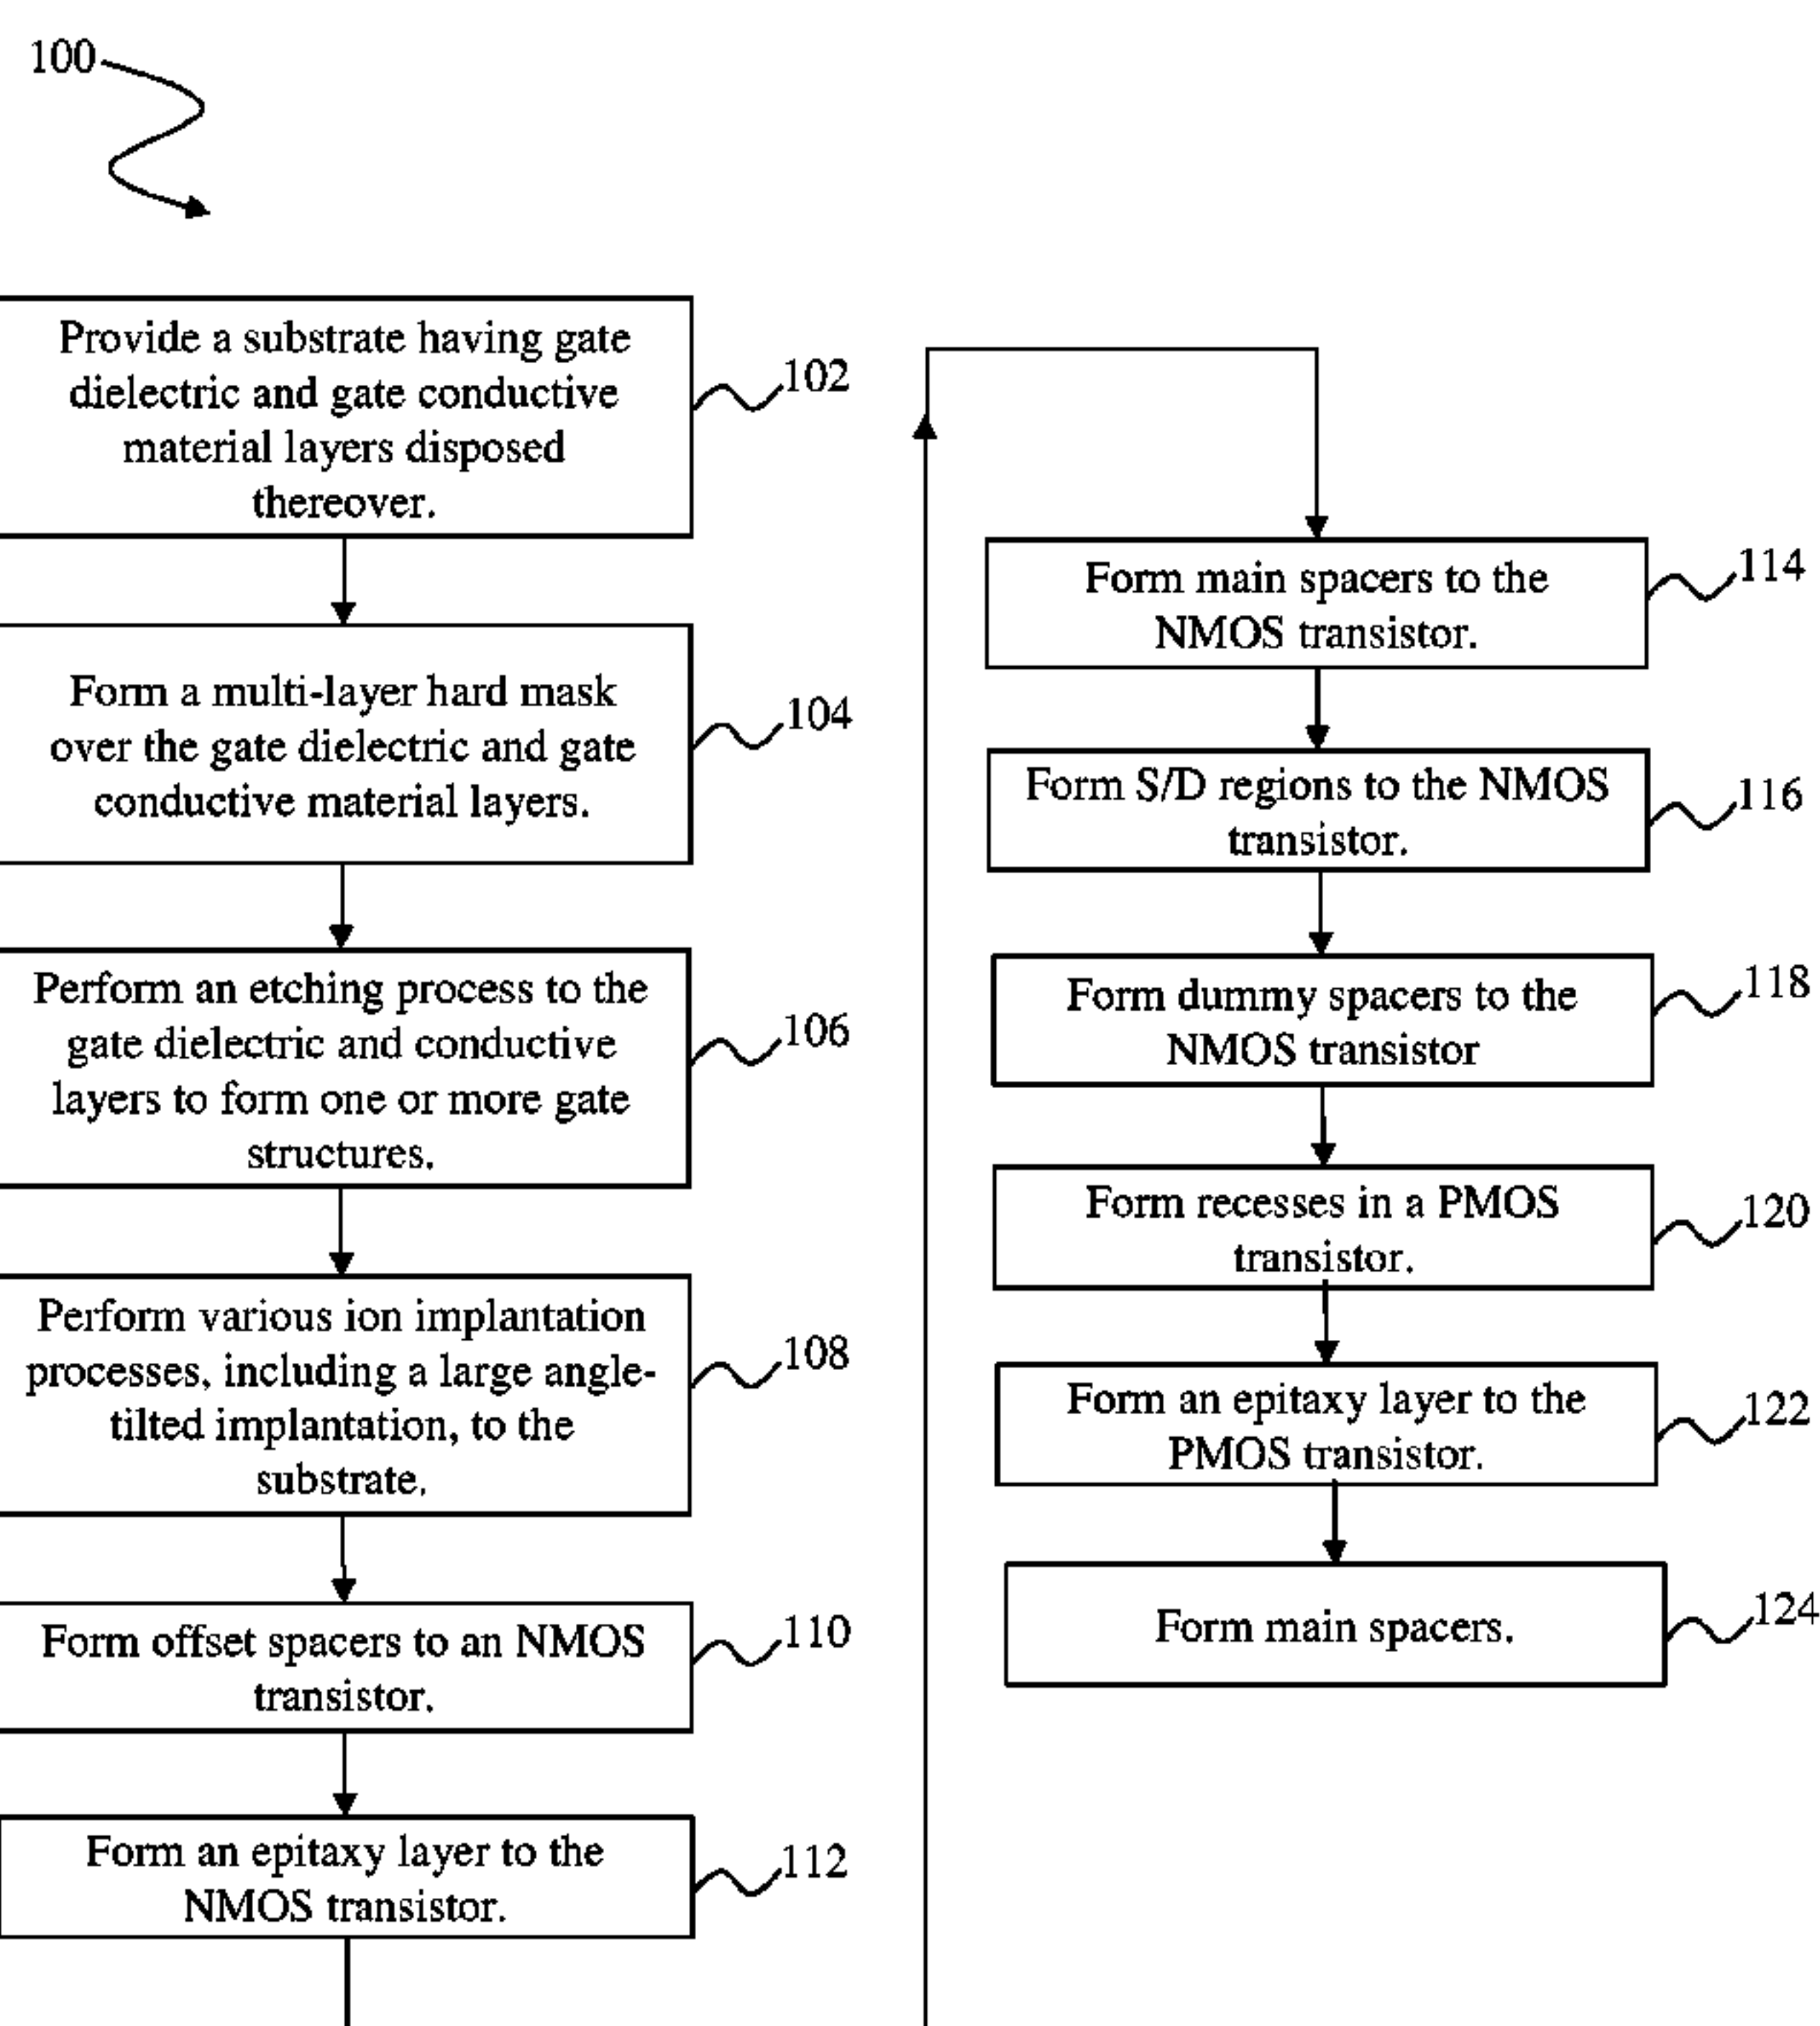 100
Provide a substrate having gate
dielectric and gate conductive
material layers disposed
thereover.
102
Form a multi-layer hard mask
over the gate dielectric and gate
conductive material layers.
104
Perform an etching process to the
gate dielectric and conductive
layers to form one or more gate
structures.
106
Perform various ion implantation
processes, including a large angle-
tilted implantation, to the
substrate.
108
Form offset spacers to an NMOS
transistor.
110
Form an epitaxy layer to the
NMOS transistor.
112
Form main spacers to the
NMOS transistor.
114
Form S/D regions to the NMOS
transistor.
116
Form dummy spacers to the
NMOS transistor
118
Form recesses in a PMOS
transistor.
120
Form an epitaxy layer to the
PMOS transistor.
122
Form main spacers.
124